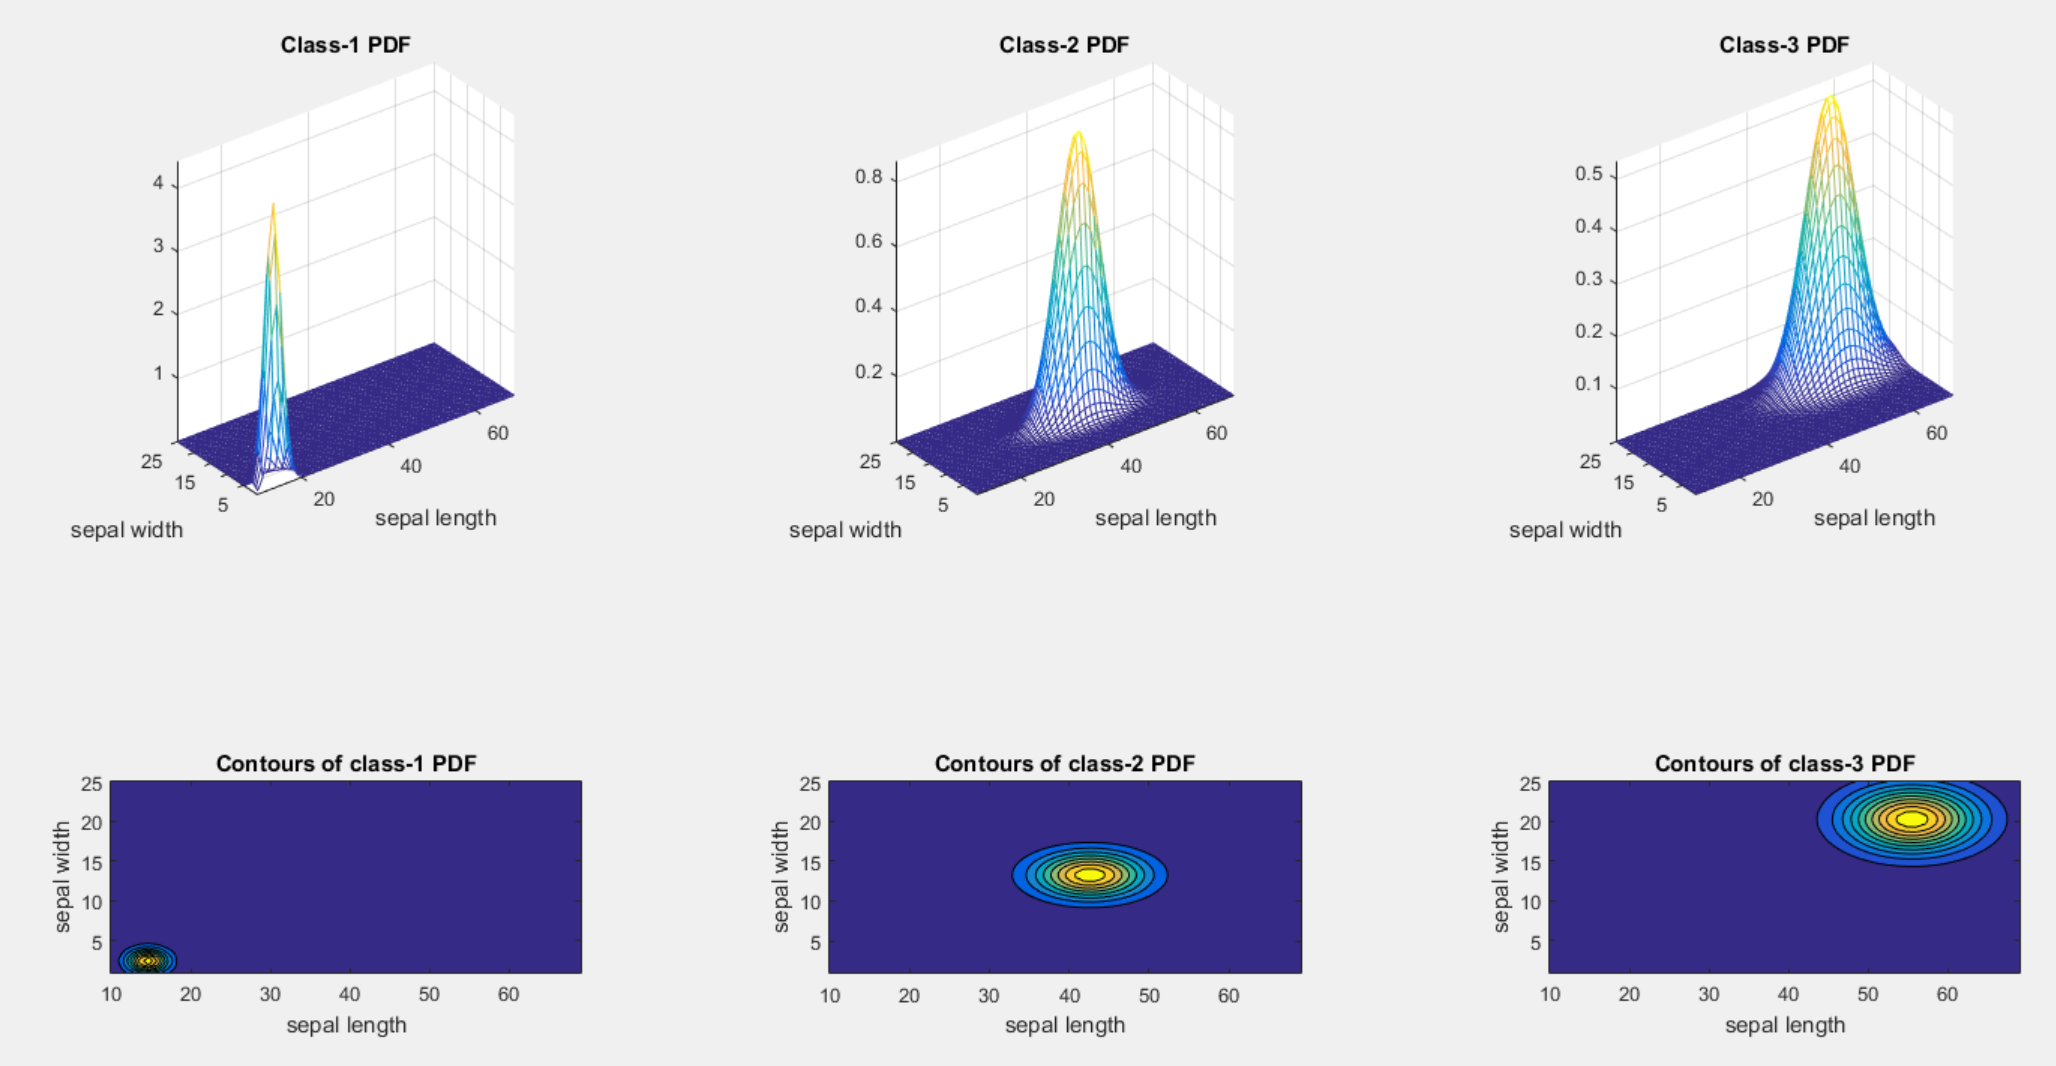 Class-1 PDF
4
3
2
1
25
15
5
20
40
60
sepal width
sepal length
Class-2 PDF
0.8
0.6
0.4
0.2
25
15
5
20
40
60
sepal width
sepal length
Class-3 PDF
0.5
0.4
0.3
0.2
0.1
25
15
5
20
40
60
sepal width
sepal length
Contours of class-1 PDF
25
20
15
10
5
sepal width
10 20 30 40 50 60
sepal length
Contours of class-2 PDF
25
20
15
10
5
sepal width
10 20 30 40 50 60
sepal length
Contours of class-3 PDF
25
20
15
10
5
sepal width
10 20 30 40 50 60
sepal length